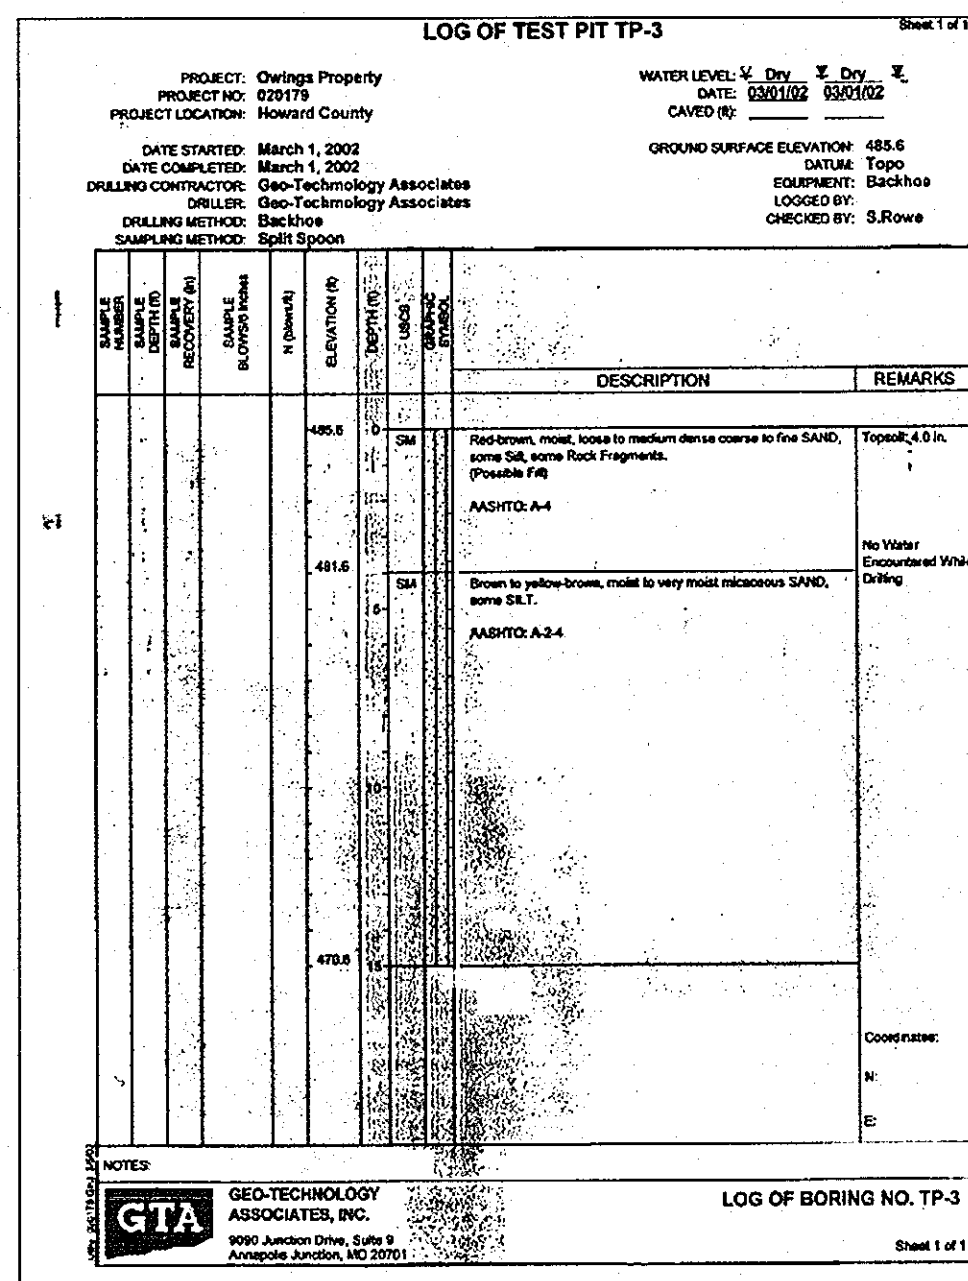 LOG OF TEST PIT TP-3
Sheet 1 of 1
PROJECT: Owings Property
PROJECT NO: 020179
PROJECT LOCATION: Howard County
WATER LEVEL: Dry Dry
DATE: 03/01/02 03/01/02
CAVED (ft):
DATE STARTED: March 1, 2002
DATE COMPLETED: March 1, 2002
DRILLING CONTRACTOR: Geo-Technology Associates
DRILLER: Geo-Technology Associates
DRILLING METHOD: Backhoe
SAMPLING METHOD: Split Spoon
GROUND SURFACE ELEVATION: 485.6
DATUM: Topo
EQUIPMENT: Backhoe
LOGGED BY:
CHECKED BY: S.Rowe
SAMPLE NUMBER
SAMPLE DEPTH (ft)
SAMPLE RECOVERY (in)
SAMPLE BLOWS/6 inches
N (blows/ft)
ELEVATION (ft)
DEPTH (ft)
USCS
GRAPHIC SYMBOL
DESCRIPTION
REMARKS
485.6 0
SM
Red-brown, moist, loose to medium dense coarse to fine SAND,
some Silt, some Rock Fragments.
(Possible Fill)
AASHTO: A-4
Topsoil: 4.0 in.
No Water
Encountered While
Drilling
481.6
SM
Brown to yellow-brown, moist to very moist micaceous SAND,
some SILT.
5
AASHTO: A-2-4
10
470.6 15
Coordinates:
N:
E:
NOTES:
GTA
GEO-TECHNOLOGY
ASSOCIATES, INC.
9090 Junction Drive, Suite 9
Annapolis Junction, MD 20701
LOG OF BORING NO. TP-3
Sheet 1 of 1